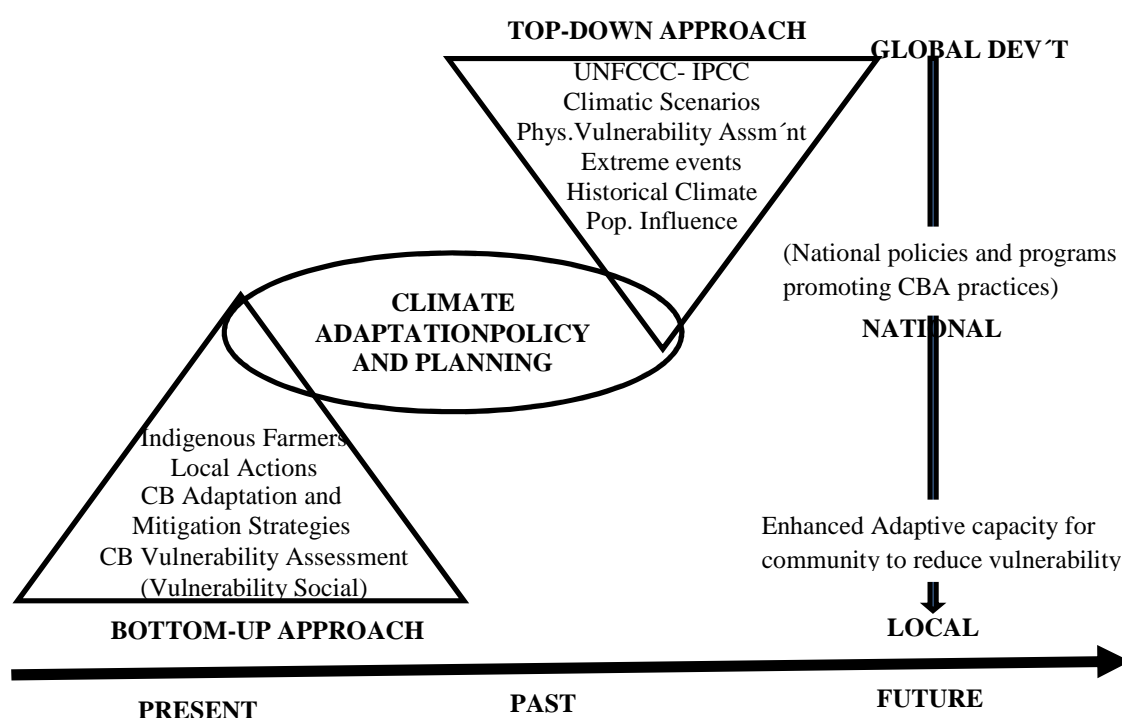 TOP-DOWN APPROACH
GLOBAL DEV´T
UNFCCC- IPCC
Climatic Scenarios
Phys.Vulnerability Assm´nt
Extreme events
Historical Climate
Pop. Influence
(National policies and programs
promoting CBA practices)
NATIONAL
CLIMATE
ADAPTATIONPOLICY
AND PLANNING
Indigenous Farmers
Local Actions
CB Adaptation and
Mitigation Strategies
CB Vulnerability Assessment
(Vulnerability Social)
Enhanced Adaptive capacity for
community to reduce vulnerability
BOTTOM-UP APPROACH
LOCAL
PRESENT
PAST
FUTURE